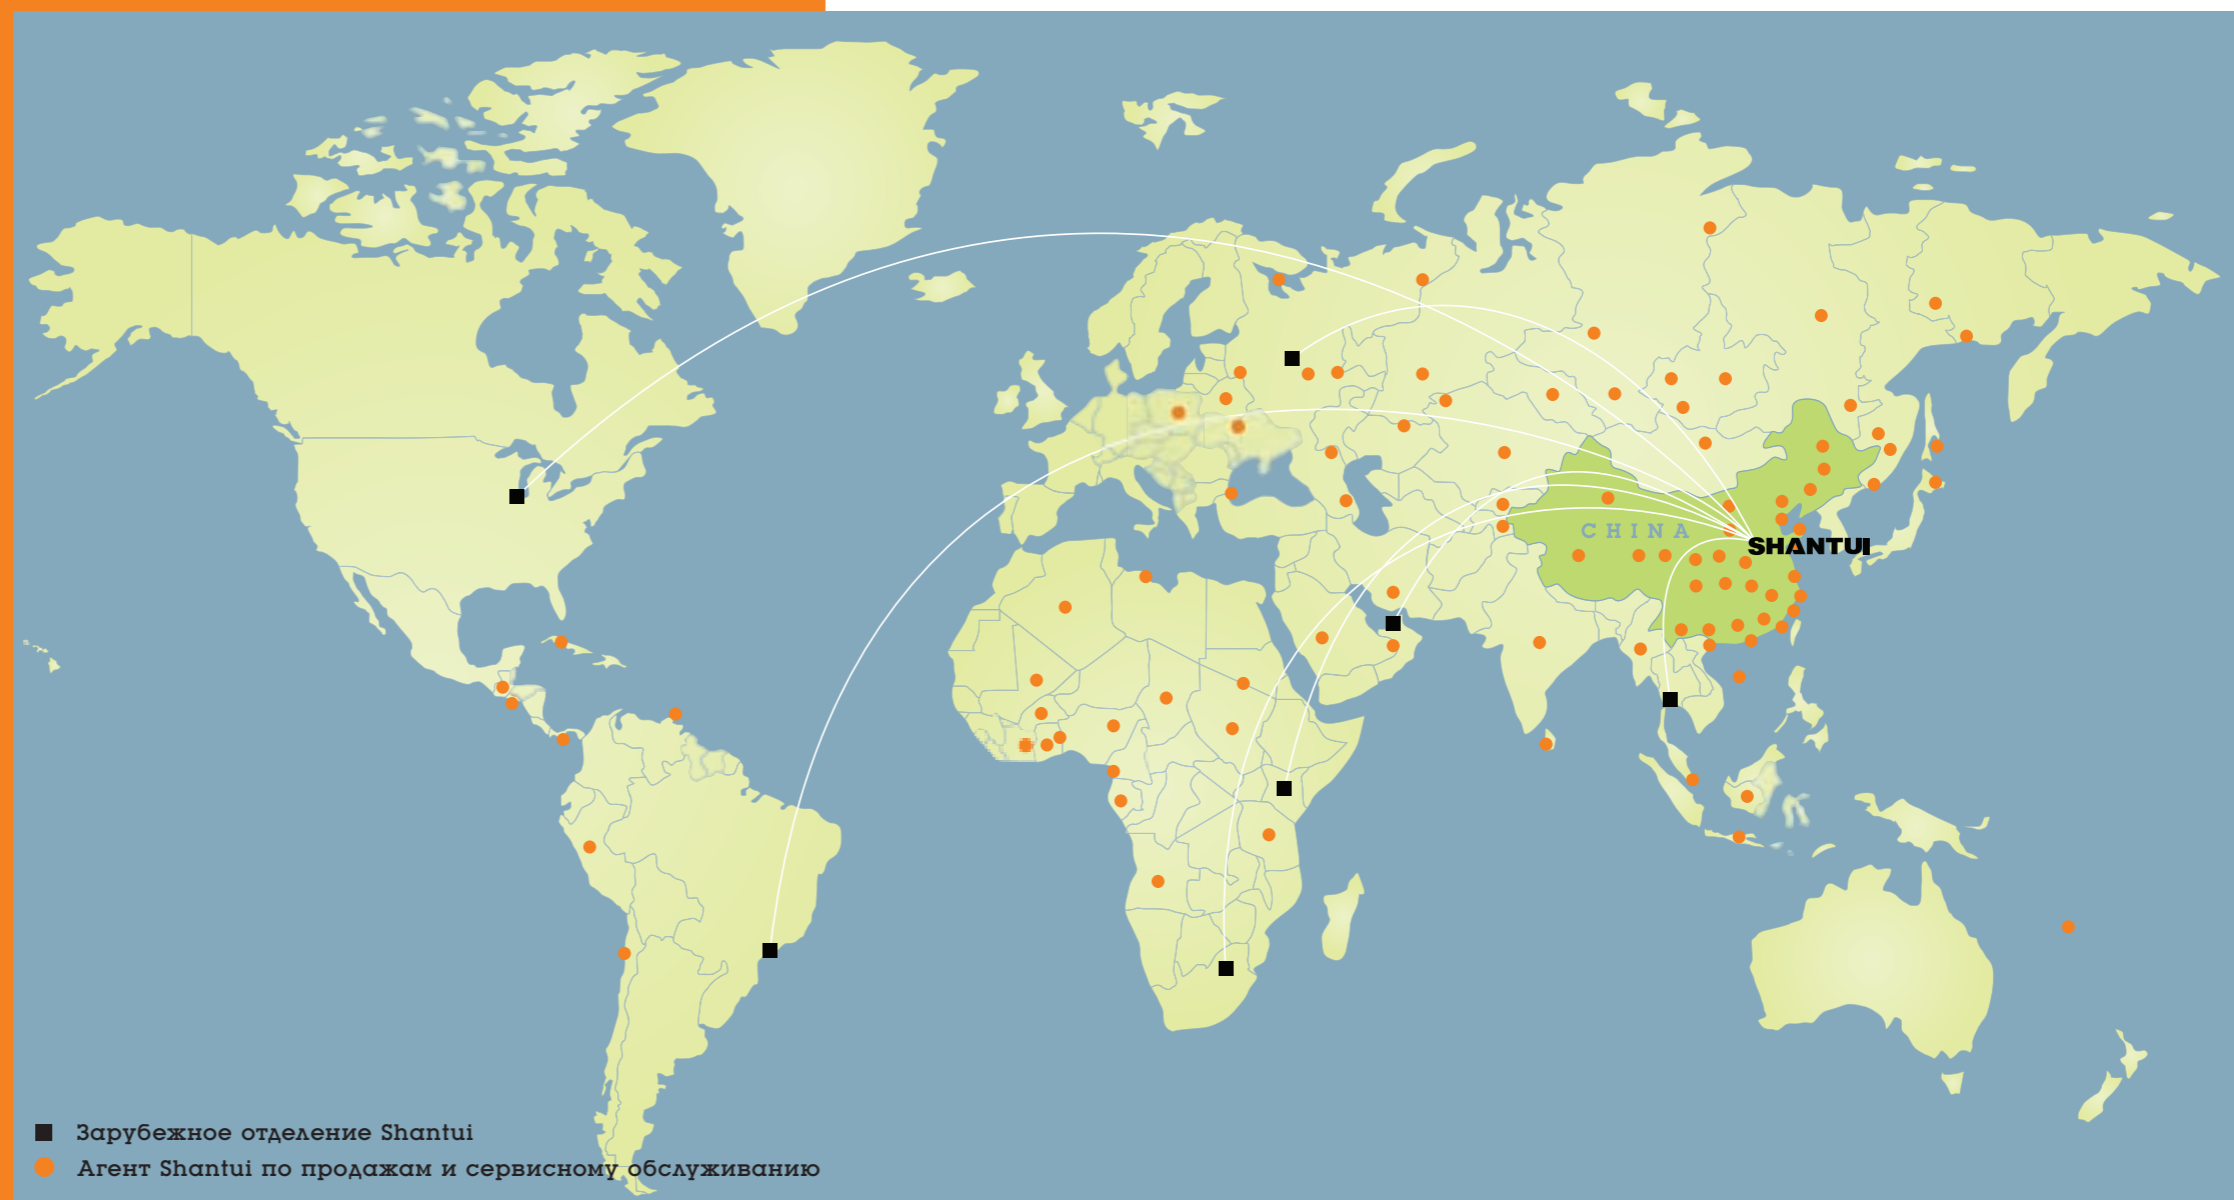 CHINA
SHANTUI
Зарубежное отделение Shantui
Агент Shantui по продажам и сервисному обслуживанию